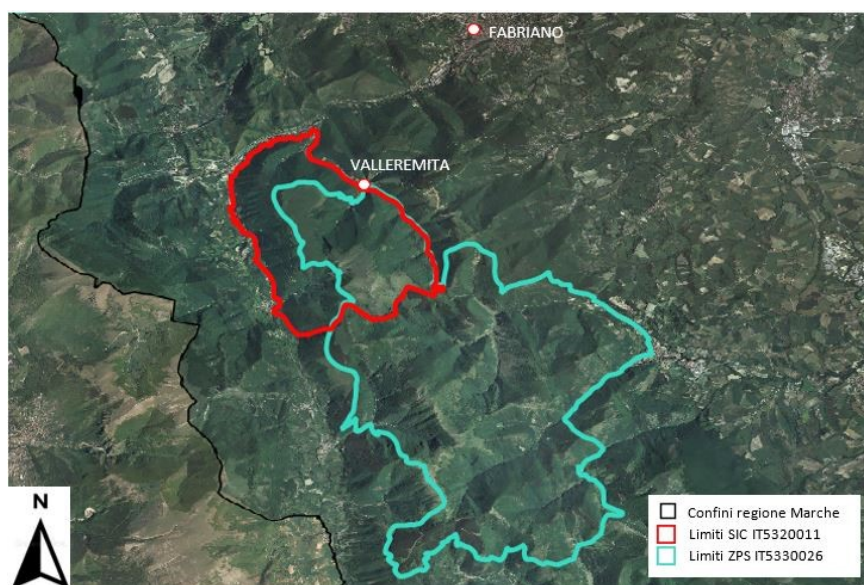 FABRIANO
VALLEREMITA
N
Confini regione Marche
Limiti SIC IT5320011
Limiti ZPS IT5330026